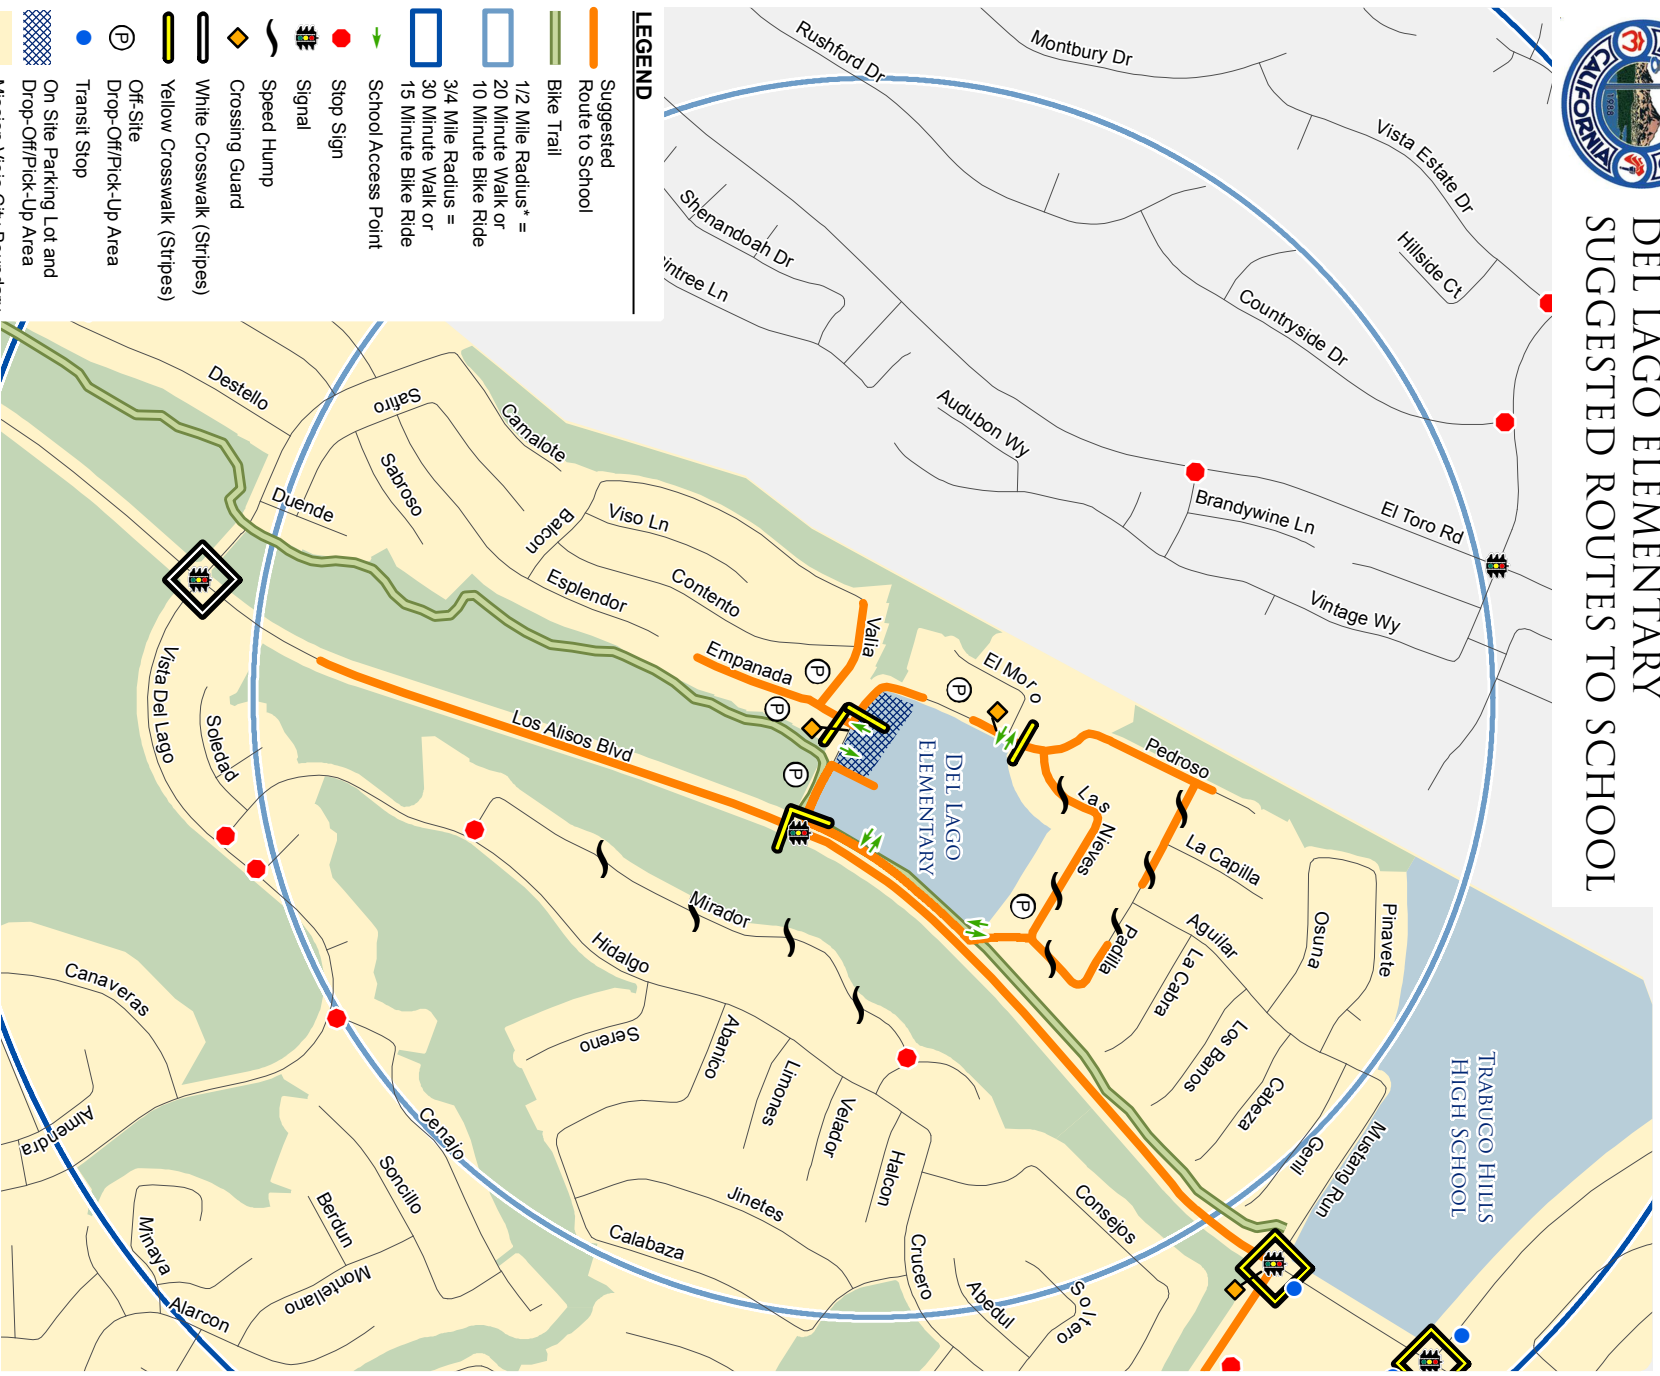 DEL LAGO ELEMENTARY
SUGGESTED ROUTES TO SCHOOL
CALIFORNIA
1988
LEGEND
Suggested
Route to School
Bike Trail
1/2 Mile Radius* =
20 Minute Walk or
10 Minute Bike Ride
3/4 Mile Radius =
30 Minute Walk or
15 Minute Bike Ride
School Access Point
Stop Sign
Signal
Speed Hump
Crossing Guard
White Crosswalk (Stripes)
Yellow Crosswalk (Stripes)
Off-Site
Drop-Off/Pick-Up Area
Transit Stop
On Site Parking Lot and
Drop-Off/Pick-Up Area
P
Rushford Dr
Montbury Dr
Vista Estate Dr
Hillside Ct
Countryside Dr
Shenandoah Dr
intree Ln
Audubon Wy
Brandywine Ln
El Toro Rd
Vintage Wy
Destello
Safiro
Camalote
Sabroso
Duende
Balcon
Viso Ln
Contento
Esplendor
Empanada
Valia
P
P
P
P
P
El Moro
Pedroso
Las Nieves
La Capilla
Aguilar
Padilla
La Cabra
Osuna
Pinavete
Los Banos
Cabeza
Genil
Mustang Run
DEL LAGO
ELEMENTARY
TRABUCO HILLS
HIGH SCHOOL
Los Alisos Blvd
Vista Del Lago
Soledad
Mirador
Hidalgo
Sereno
Abanico
Limones
Velador
Halcon
Jinetes
Calabaza
Crucero
Consejos
Abedul
Soltero
Canaveras
Almendra
Cenajo
Soncillo
Berdun
Minaya
Montellano
Alarcon